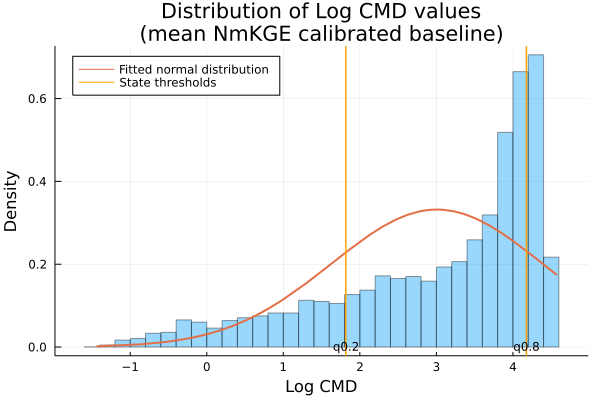 Distribution of Log CMD values
(mean NmKGE calibrated baseline)
Fitted normal distribution
State thresholds
Density
0.6
0.4
0.2
0.0
q0.2
q0.8
−1
0
1
2
3
4
Log CMD